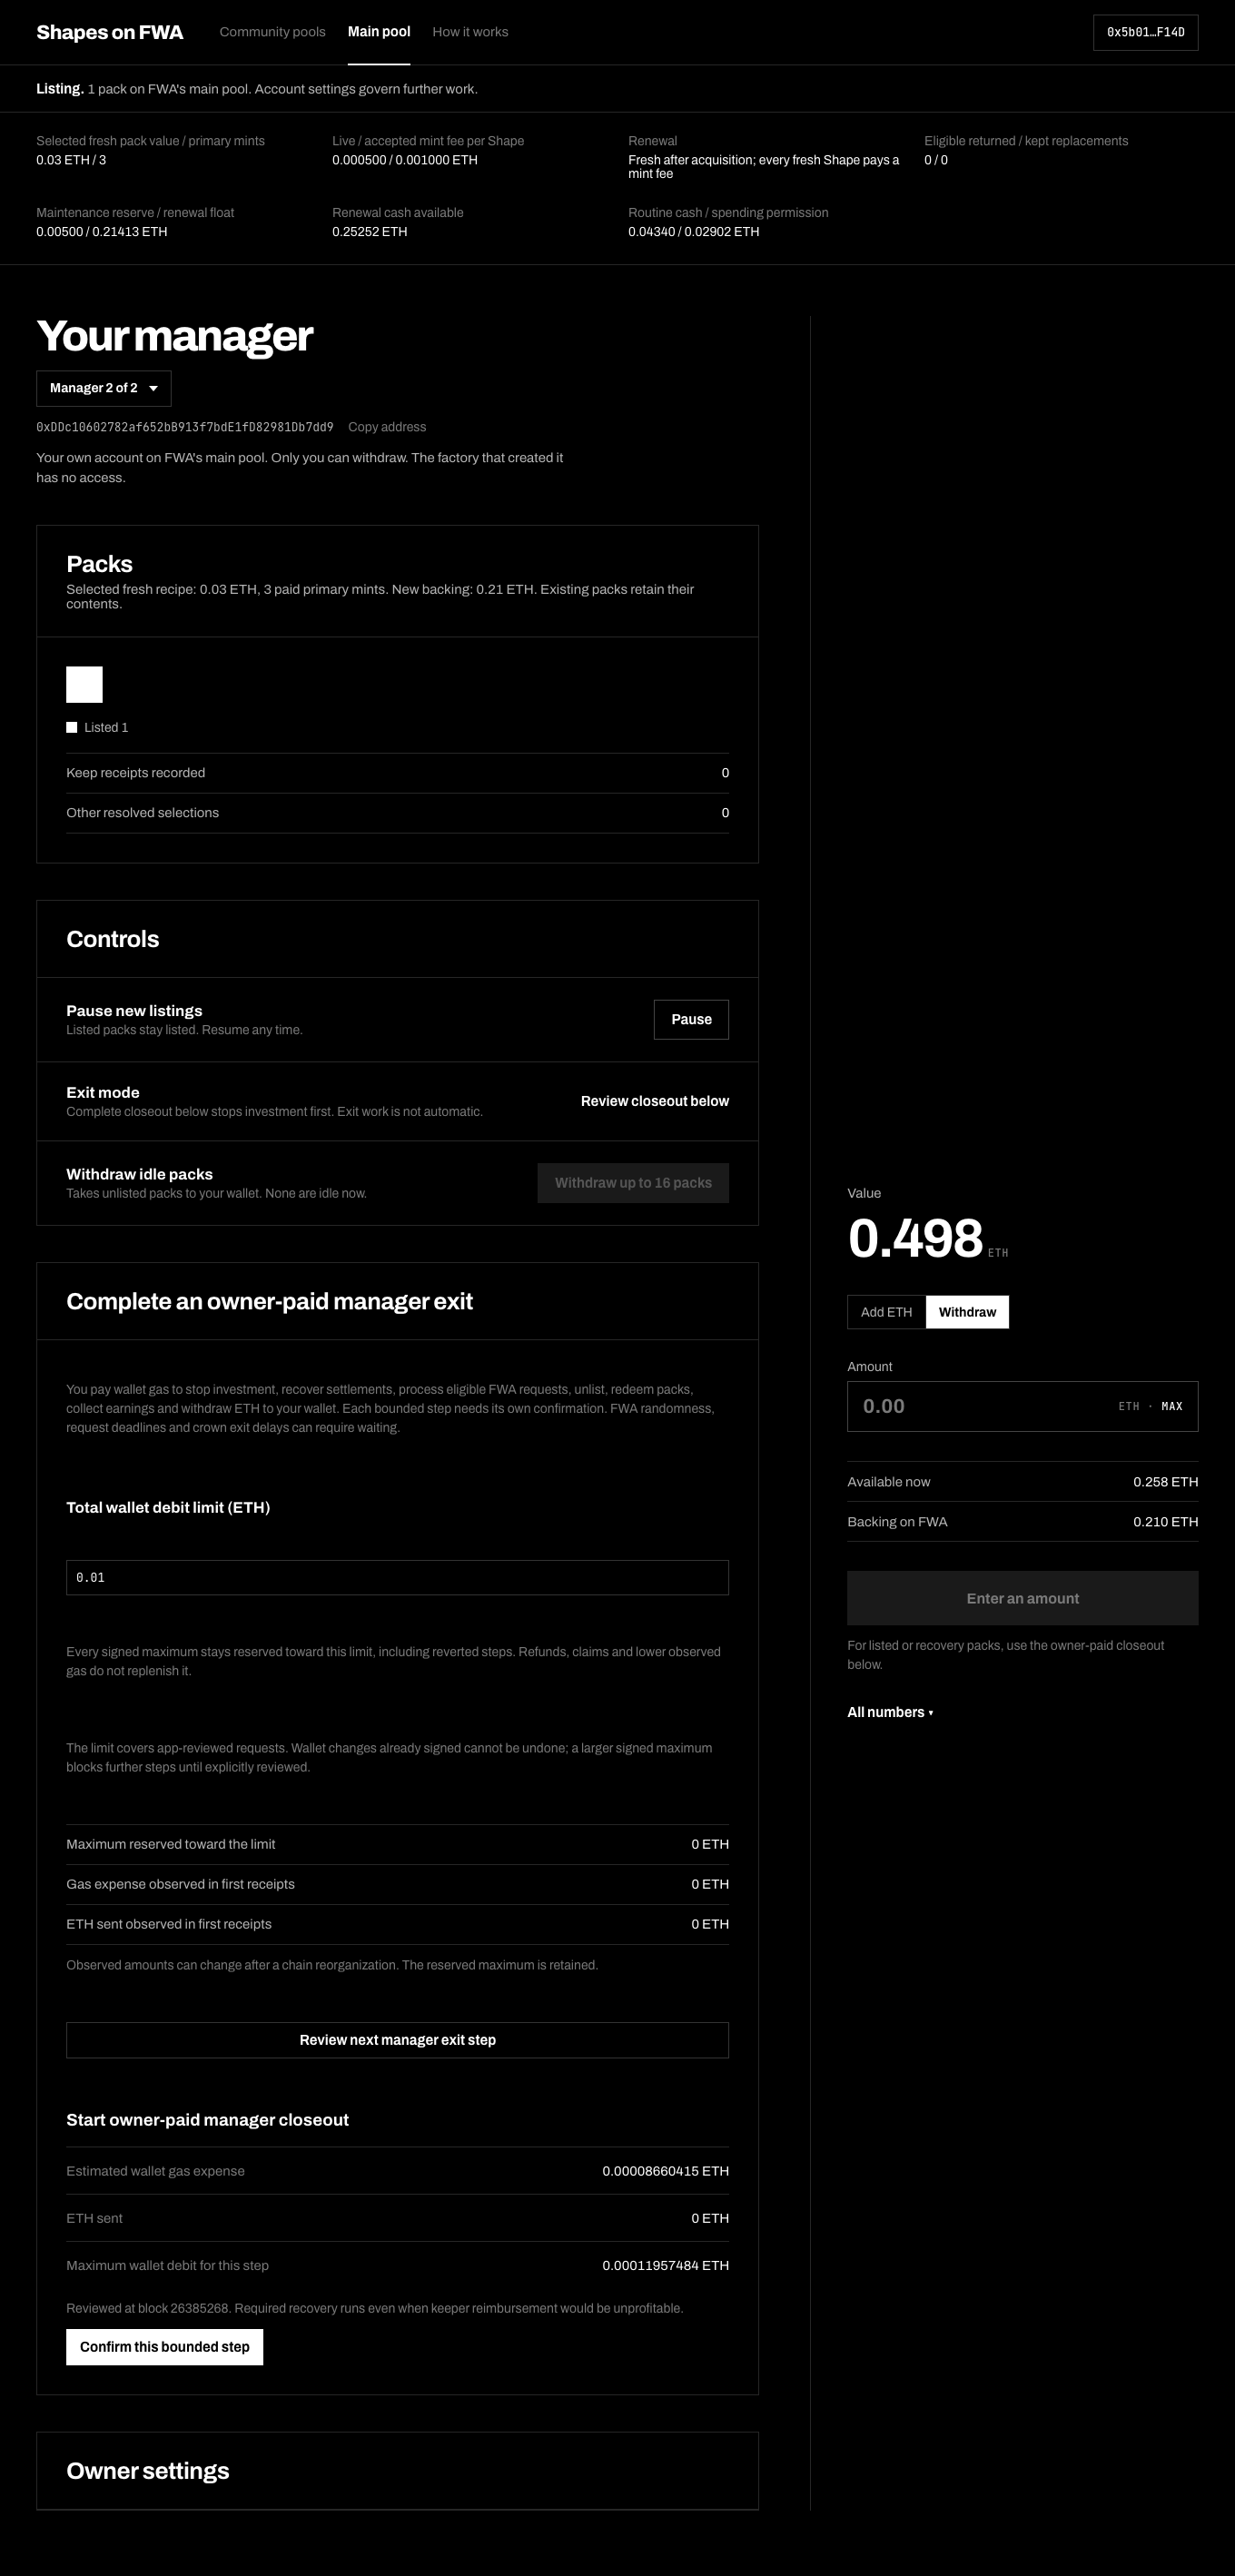 Shapes on FWA
Community pools
Main pool
How it works
0x5b01…F14D
Listing. 1 pack on FWA's main pool. Account settings govern further work.
Selected fresh pack value / primary mints
0.03 ETH / 3
Live / accepted mint fee per Shape
0.000500 / 0.001000 ETH
Renewal
Fresh after acquisition; every fresh Shape pays a
mint fee
Eligible returned / kept replacements
0 / 0
Maintenance reserve / renewal float
0.00500 / 0.21413 ETH
Renewal cash available
0.25252 ETH
Routine cash / spending permission
0.04340 / 0.02902 ETH
Your manager
Manager 2 of 2
0xDDc10602782af652bB913f7bdE1fD82981Db7dd9
Copy address
Your own account on FWA's main pool. Only you can withdraw. The factory that created it
has no access.
Packs
Selected fresh recipe: 0.03 ETH, 3 paid primary mints. New backing: 0.21 ETH. Existing packs retain their
contents.
Listed 1
Keep receipts recorded
0
Other resolved selections
0
Controls
Pause new listings
Listed packs stay listed. Resume any time.
Pause
Exit mode
Complete closeout below stops investment first. Exit work is not automatic.
Review closeout below
Withdraw idle packs
Takes unlisted packs to your wallet. None are idle now.
Withdraw up to 16 packs
Complete an owner-paid manager exit
You pay wallet gas to stop investment, recover settlements, process eligible FWA requests, unlist, redeem packs,
collect earnings and withdraw ETH to your wallet. Each bounded step needs its own confirmation. FWA randomness,
request deadlines and crown exit delays can require waiting.
Total wallet debit limit (ETH)
0.01
Every signed maximum stays reserved toward this limit, including reverted steps. Refunds, claims and lower observed
gas do not replenish it.
The limit covers app-reviewed requests. Wallet changes already signed cannot be undone; a larger signed maximum
blocks further steps until explicitly reviewed.
Maximum reserved toward the limit
0 ETH
Gas expense observed in first receipts
0 ETH
ETH sent observed in first receipts
0 ETH
Observed amounts can change after a chain reorganization. The reserved maximum is retained.
Review next manager exit step
Start owner-paid manager closeout
Estimated wallet gas expense
0.00008660415 ETH
ETH sent
0 ETH
Maximum wallet debit for this step
0.00011957484 ETH
Reviewed at block 26385268. Required recovery runs even when keeper reimbursement would be unprofitable.
Confirm this bounded step
Owner settings
Value
0.498 ETH
Add ETH
Withdraw
Amount
0.00
ETH · MAX
Available now
0.258 ETH
Backing on FWA
0.210 ETH
Enter an amount
For listed or recovery packs, use the owner-paid closeout
below.
All numbers